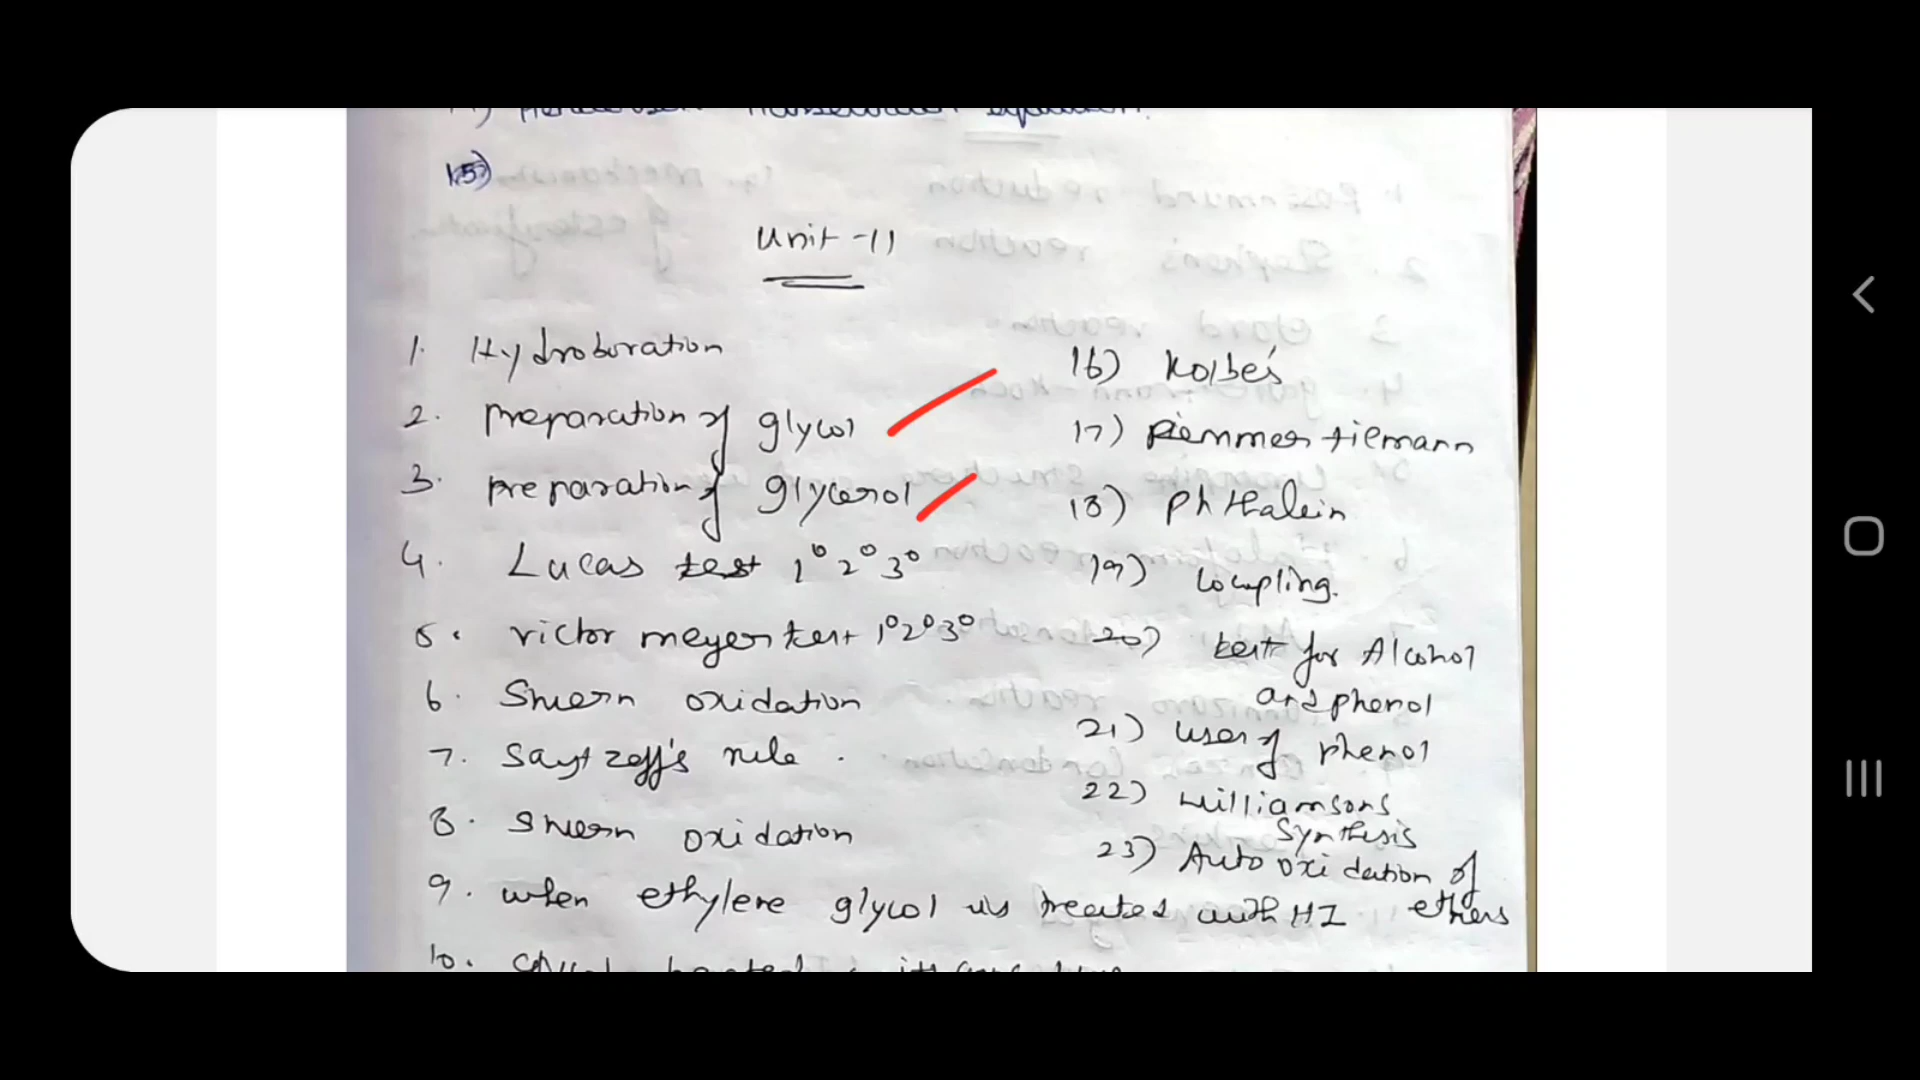 15)
Unit - II
1. Hydroboration
2. preparation of glycol
3. preparation of glycerol
4. Lucas test 1° 2° 3°
5. victor meyer test 1° 2° 3°
6. Swern oxidation
7. Saytzeff's rule.
8. Swern oxidation
9. when ethylene glycol is treated with HI
10.
16) Kolbe's
17) Riemmer tiemann
18) Phthalein
19) Coupling.
20) test for Alcohol
and phenol
21) uses of phenol
22) williamsons
Synthesis
23) Auto oxidation of
ethers